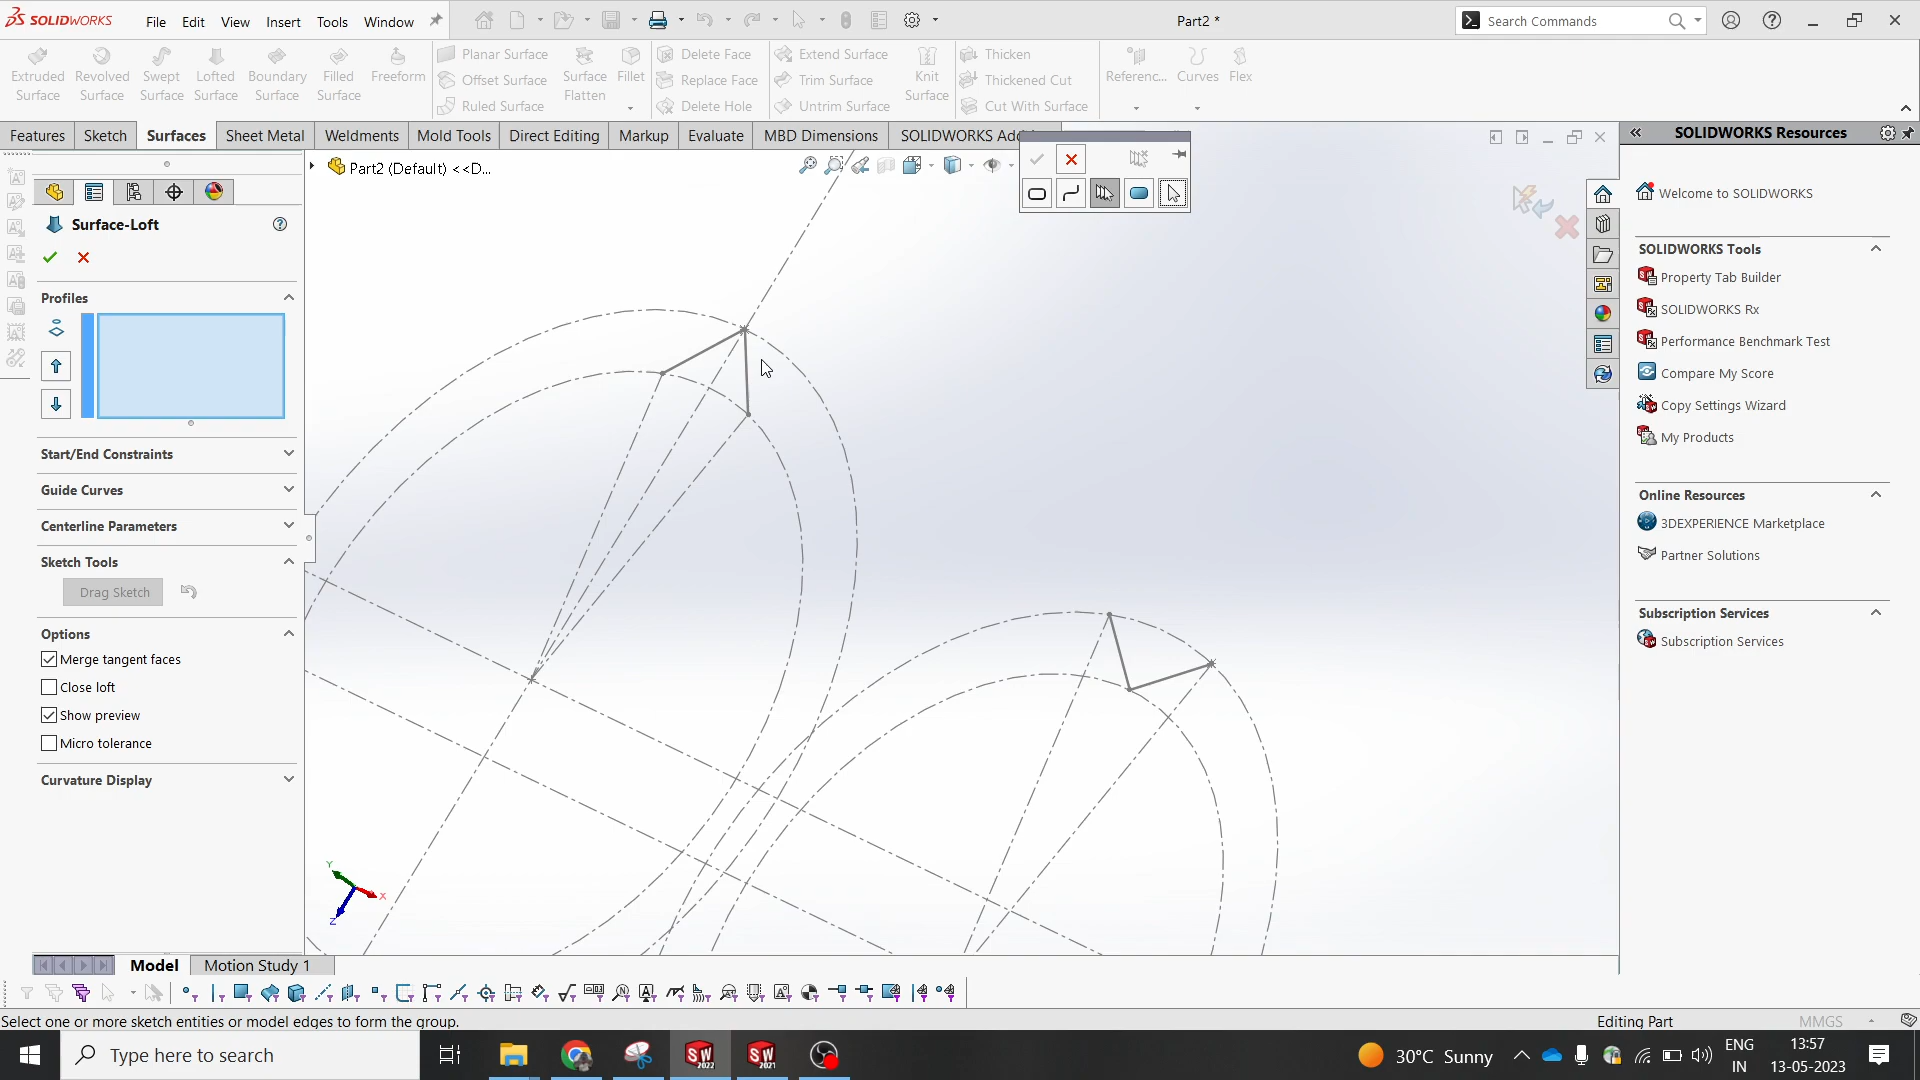 SOLIDWORKS File Edit View Insert Tools Window Part2 * Search Commands
Extruded Surface Revolved Surface Swept Surface Lofted Surface Boundary Surface Filled Surface Freeform
Planar Surface Offset Surface Ruled Surface
Surface Flatten Fillet
Delete Face Replace Face Delete Hole
Extend Surface Trim Surface Untrim Surface
Knit Surface
Thicken Thickened Cut Cut With Surface
Referenc... Curves Flex
Features Sketch Surfaces Sheet Metal Weldments Mold Tools Direct Editing Markup Evaluate MBD Dimensions SOLIDWORKS Add
Part2 (Default) <<D...
Surface-Loft
Profiles
Start/End Constraints
Guide Curves
Centerline Parameters
Sketch Tools
Drag Sketch
Options
Merge tangent faces
Close loft
Show preview
Micro tolerance
Curvature Display
Y
X
Z
SOLIDWORKS Resources
Welcome to SOLIDWORKS
SOLIDWORKS Tools
Property Tab Builder
SOLIDWORKS Rx
Performance Benchmark Test
Compare My Score
Copy Settings Wizard
My Products
Online Resources
3DEXPERIENCE Marketplace
Partner Solutions
Subscription Services
Subscription Services
Model Motion Study 1
Select one or more sketch entities or model edges to form the group. Editing Part MMGS
Type here to search
SW 2022
SW 2021
30°C Sunny
ENG
IN
13:57
13-05-2023